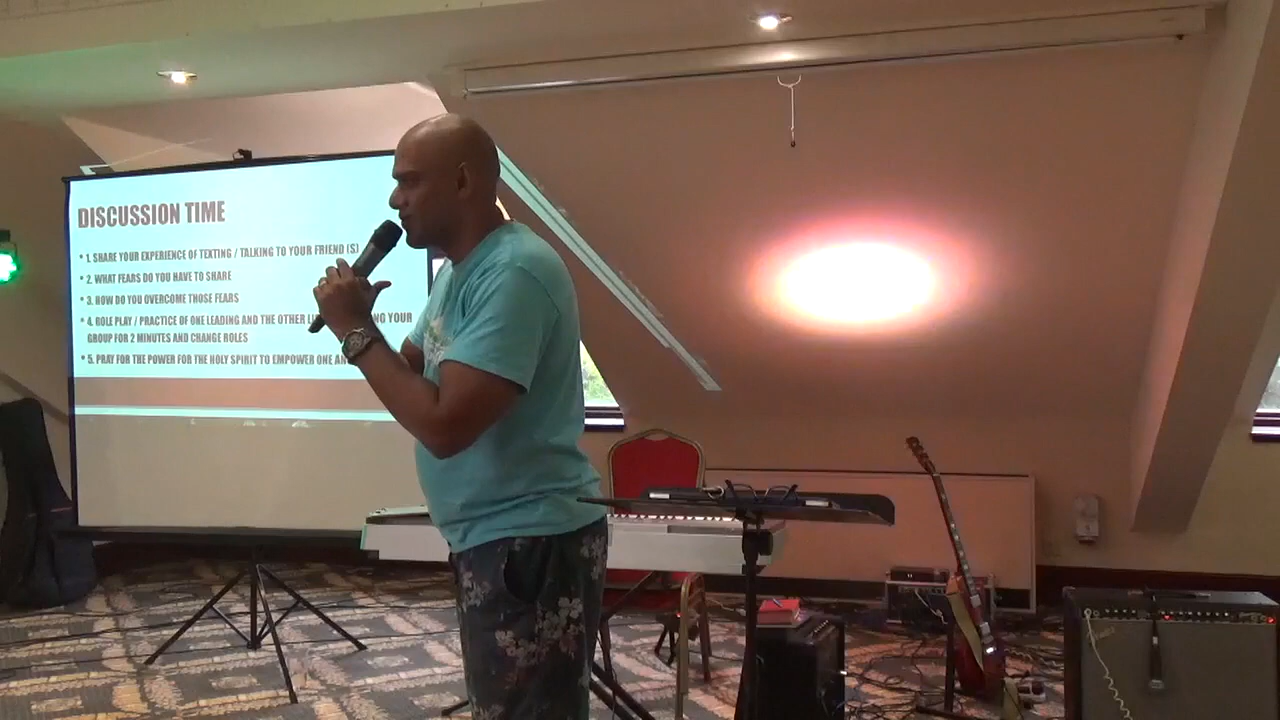 DISCUSSION TIME
* 1. SHARE YOUR EXPERIENCE OF TEXTING / TALKING TO YOUR FRIEND (S)
* 2. WHAT FEARS DO YOU HAVE TO SHARE
* 3. HOW DO YOU OVERCOME THOSE FEARS
* 4. ROLE PLAY / PRACTICE OF ONE LEADING AND THE OTHER YOUR
GROUP FOR 2 MINUTES AND CHANGE ROLES
* 5. PRAY FOR THE POWER FOR THE HOLY SPIRIT TO EMPOWER ONE